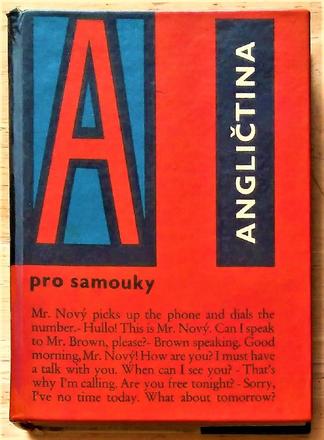 A
ANGLIČTINA
pro samouky
Mr. Nový picks up the phone and dials the
number.- Hullo! This is Mr. Nový. Can I speak
to Mr. Brown, please?- Brown speaking. Good
morning, Mr. Nový! How are you? I must have
a talk with you. When can I see you? - That's
why I'm calling. Are you free tonight? - Sorry,
I've no time today. What about tomorrow?